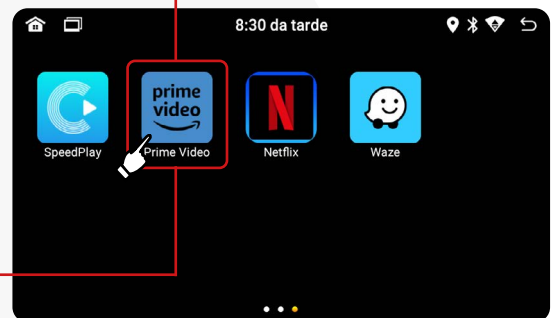 8:30 da tarde
prime
video
N
SpeedPlay
Prime Video
Netflix
Waze